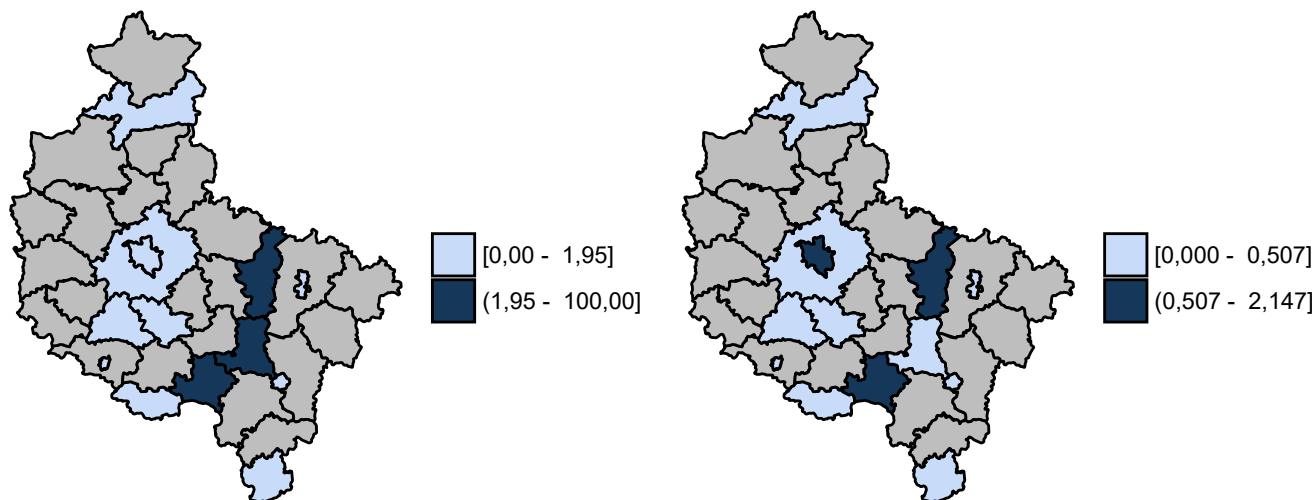 [0,00 -  1,95]
(1,95 -  100,00]
[0,000 -  0,507]
(0,507 -  2,147]